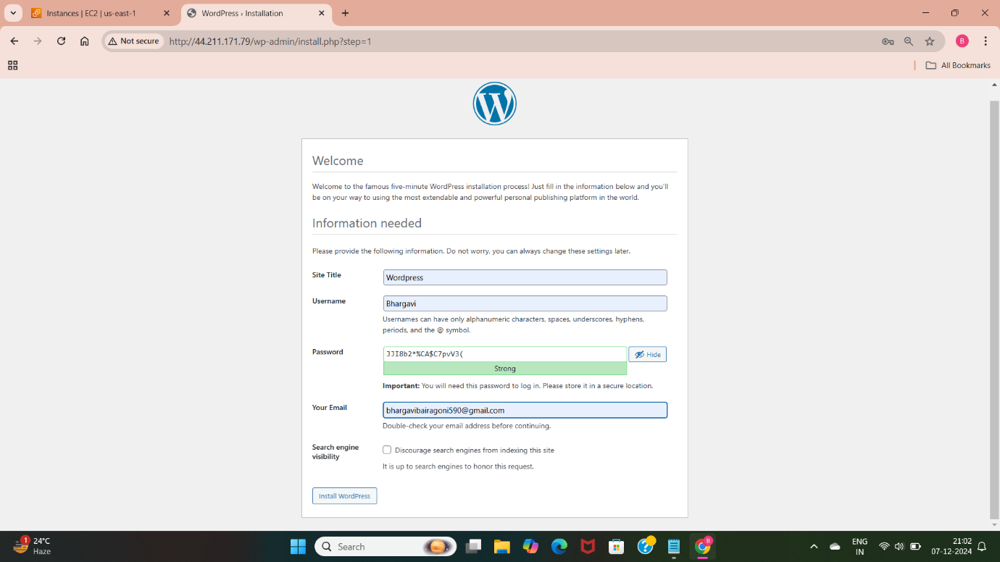 Instances | EC2 | us-east-1
WordPress › Installation
Not secure
http://44.211.171.79/wp-admin/install.php?step=1
B
All Bookmarks
W
Welcome
Welcome to the famous five-minute WordPress installation process! Just fill in the information below and you'll
be on your way to using the most extendable and powerful personal publishing platform in the world.
Information needed
Please provide the following information. Do not worry, you can always change these settings later.
Site Title
Wordpress
Username
Bhargavi
Usernames can have only alphanumeric characters, spaces, underscores, hyphens,
periods, and the @ symbol.
Password
JJI8b2*%CA$C7pvV3(
Hide
Strong
Important: You will need this password to log in. Please store it in a secure location.
Your Email
bhargavibairagoni590@gmail.com
Double-check your email address before continuing.
Search engine
visibility
Discourage search engines from indexing this site
It is up to search engines to honor this request.
Install WordPress
1
24°C
Haze
Search
B
ENG
IN
21:02
07-12-2024